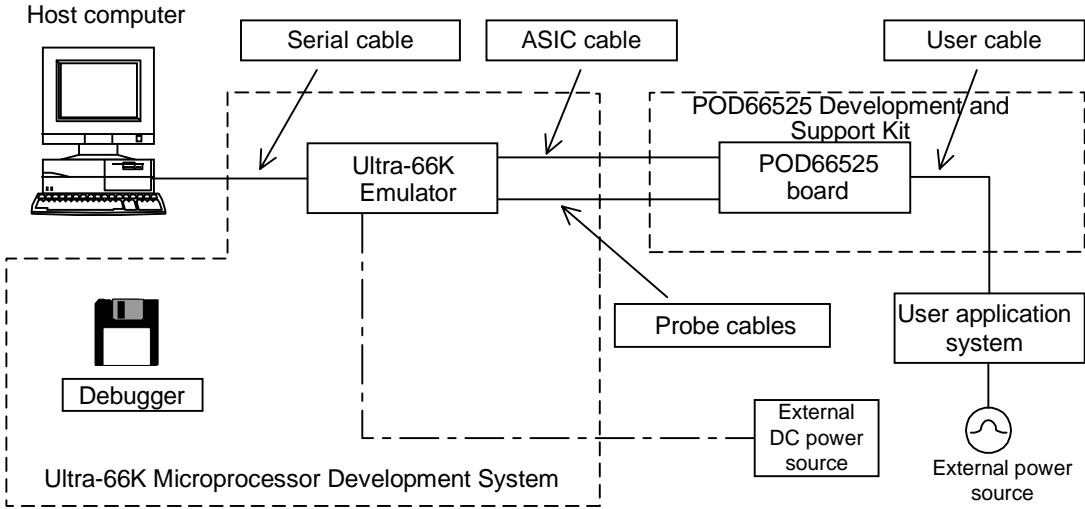 Host computer
Serial cable
ASIC cable
User cable
POD66525 Development and
Support Kit
Ultra-66K
Emulator
POD66525
board
Probe cables
User application
system
Debugger
External
DC power
source
External power
source
Ultra-66K Microprocessor Development System